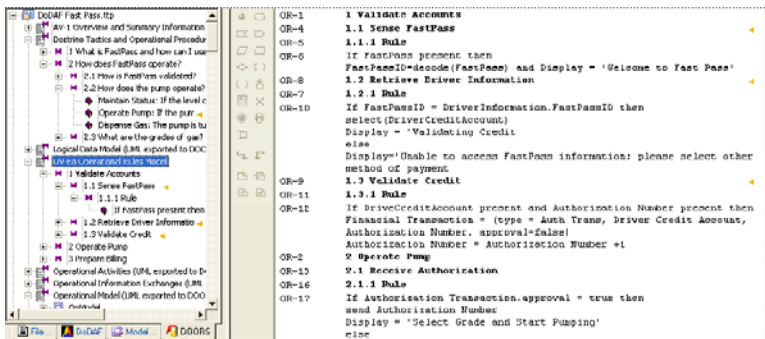 DoDAF Fast Pass.ttp
AV-1 Overview and Summary Information
Doctrine Tactics and Operational Procedur
1 What is FastPass and how can I use
2 How does FastPass operate?
2.1 How is FastPass validated?
2.2 How does the pump operate?
Maintain Status: If the level c
Operate Pump: If the pum
Dispense Gas: The pump is tu
2.3 What are the grades of gas?
Logical Data Model (UML exported to DOO
OV-6a Operational Rules Model
1 Validate Accounts
1.1 Sense FastPass
1.1.1 Rule
If FastPass present then
1.2 Retrieve Driver Informatio
1.3 Validate Credit
2 Operate Pump
3 Prepare Billing
Operational Activities (UML exported to D
Operational Information Exchanges (UML
Operational Model (UML exported to DOO
OpModel
File ...
DoDAF
Model ...
DOORS
OR-1 1 Validate Accounts
OR-4 1.1 Sense FastPass
OR-5 1.1.1 Rule
OR-6 If FastPass present then
FastPassID=decode(FastPass) and Display = 'Welcome to Fast Pass'
OR-8 1.2 Retrieve Driver Information
OR-7 1.2.1 Rule
OR-10 If FastPassID = DriverInformation.FastPassID then
select(DriverCreditAccount)
Display = 'Validating Credit
else
Display='Unable to access FastPass information: please select other
method of payment
OR-9 1.3 Validate Credit
OR-11 1.3.1 Rule
OR-12 If DriveCreditAccount present and Authorization Number present then
Financial Transaction = (type = Auth Trans, Driver Credit Account,
Authorization Number, approval=false)
Authorization Number = Authorization Number +1
OR-2 2 Operate Pump
OR-15 2.1 Receive Authorization
OR-16 2.1.1 Rule
OR-17 If Authorization Transaction.approval = true then
send Authorization Number
Display = 'Select Grade and Start Pumping'
else